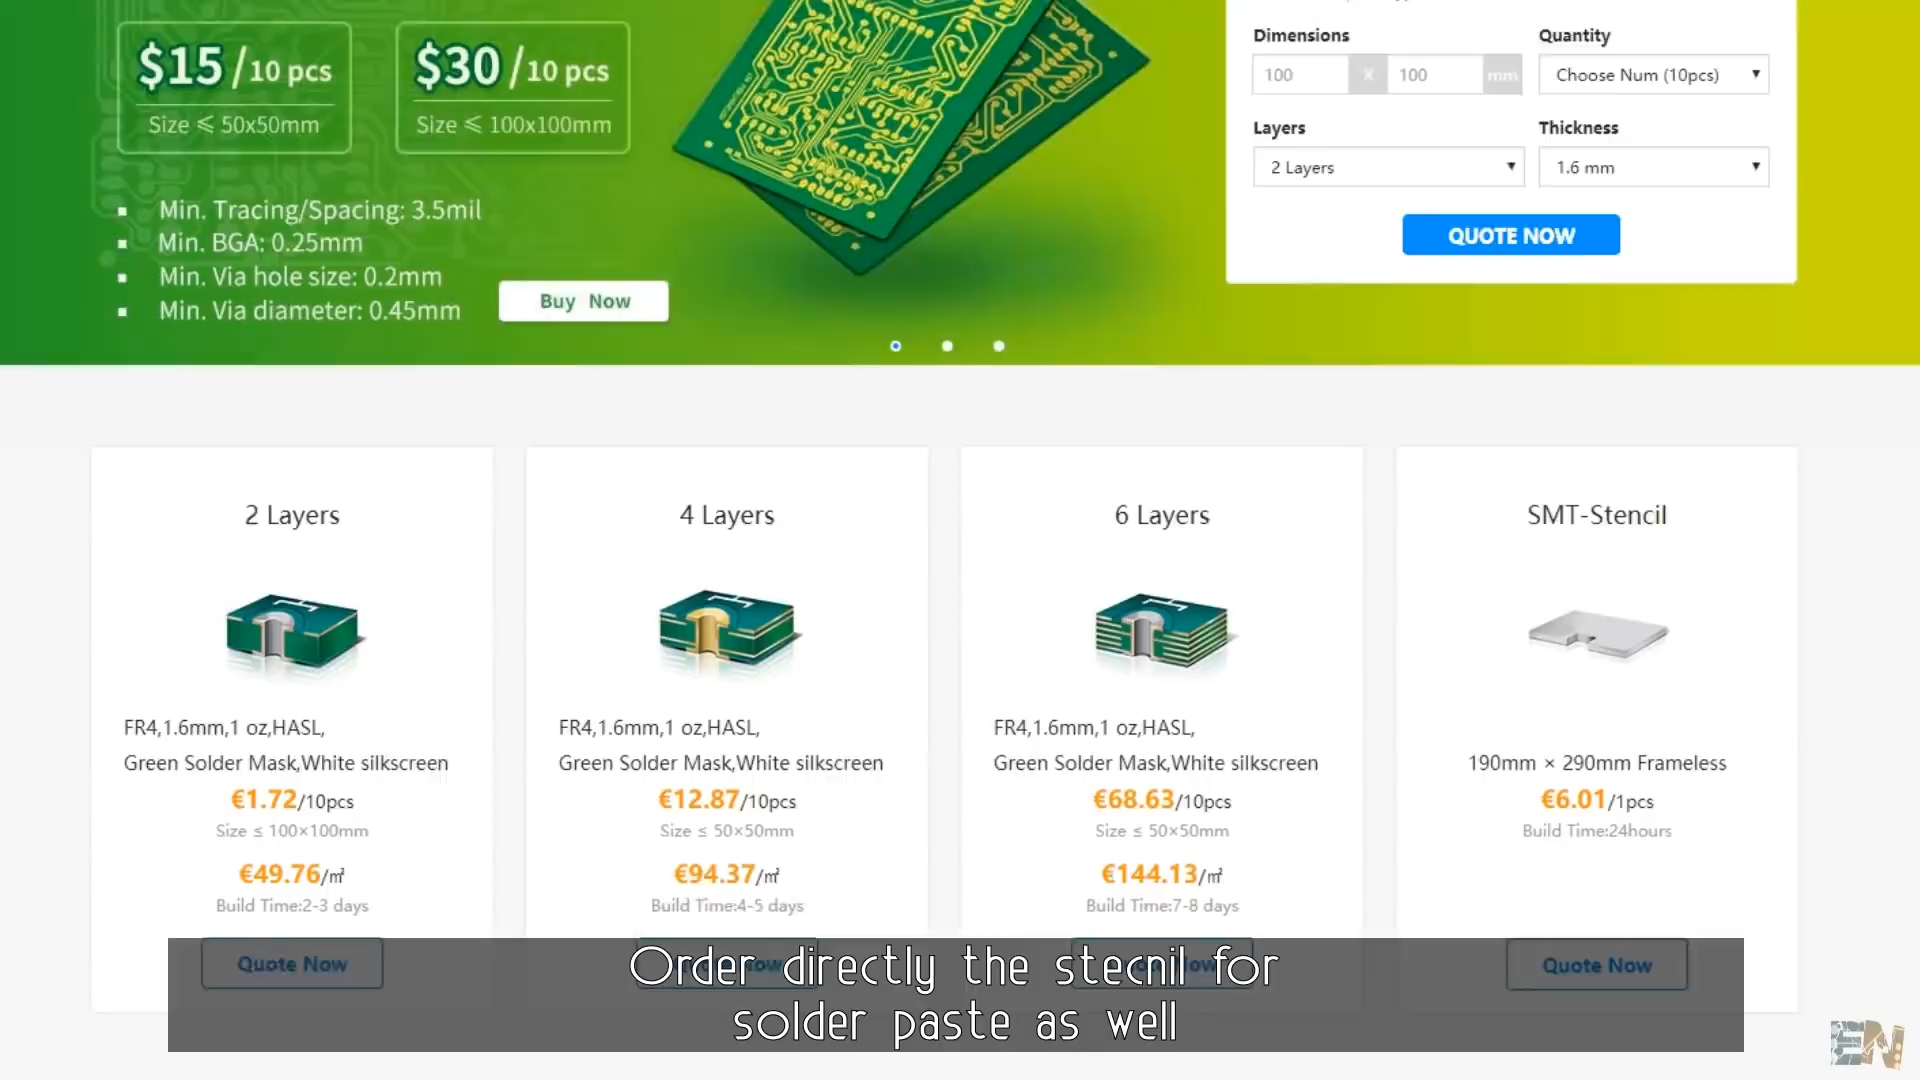 $15/10 pcs
Size ⩽ 50x50mm
$30/10 pcs
Size ⩽ 100x100mm
▪ Min. Tracing/Spacing: 3.5mil
▪ Min. BGA: 0.25mm
▪ Min. Via hole size: 0.2mm
▪ Min. Via diameter: 0.45mm
Buy Now
Dimensions
100 X 100 mm
Quantity
Choose Num (10pcs)
Layers
2 Layers
Thickness
1.6 mm
QUOTE NOW
2 Layers
FR4,1.6mm,1 oz,HASL,
Green Solder Mask,White silkscreen
€1.72/10pcs
Size ≤ 100×100mm
€49.76/㎡
Build Time:2-3 days
Quote Now
4 Layers
FR4,1.6mm,1 oz,HASL,
Green Solder Mask,White silkscreen
€12.87/10pcs
Size ≤ 50×50mm
€94.37/㎡
Build Time:4-5 days
6 Layers
FR4,1.6mm,1 oz,HASL,
Green Solder Mask,White silkscreen
€68.63/10pcs
Size ≤ 50×50mm
€144.13/㎡
Build Time:7-8 days
SMT-Stencil
190mm × 290mm Frameless
€6.01/1pcs
Build Time:24hours
Quote Now
Order directly the stecnil for
solder paste as well
EN